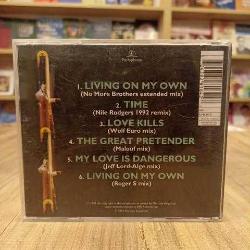 Parlophone
1. LIVING ON MY OWN
(No More Brothers extended mix)
2. TIME
(Nile Rodgers 1992 remix)
3. LOVE KILLS
(Wolf Euro mix)
4. THE GREAT PRETENDER
(Malouf mix)
5. MY LOVE IS DANGEROUS
(Jeff Lord-Alge mix)
6. LIVING ON MY OWN
(Roger S mix)